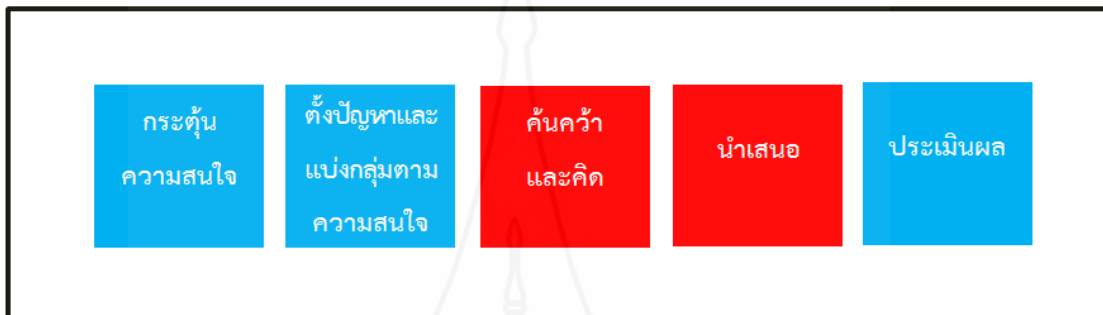 กระตุ้น
ความสนใจ
ตั้งปัญหาและ
แบ่งกลุ่มตาม
ความสนใจ
ค้นคว้า
และคิด
นำเสนอ
ประเมินผล